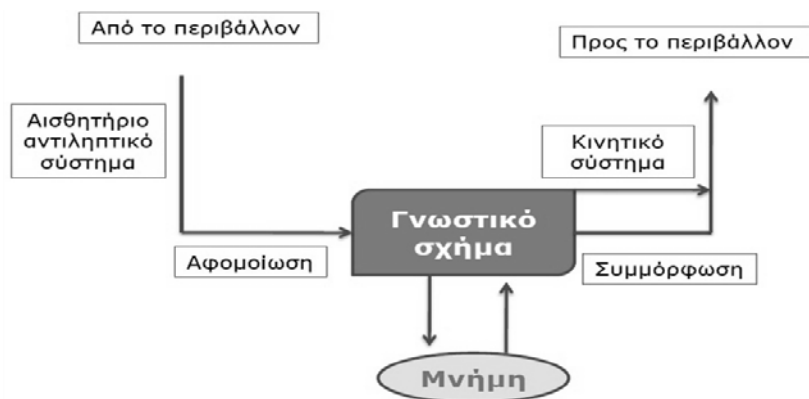 Από το περιβάλλον
Προς το περιβάλλον
Αισθητήριο
αντιληπτικό
σύστημα
Κινητικό
σύστημα
Γνωστικό
σχήμα
Αφομοίωση
Συμμόρφωση
Μνήμη